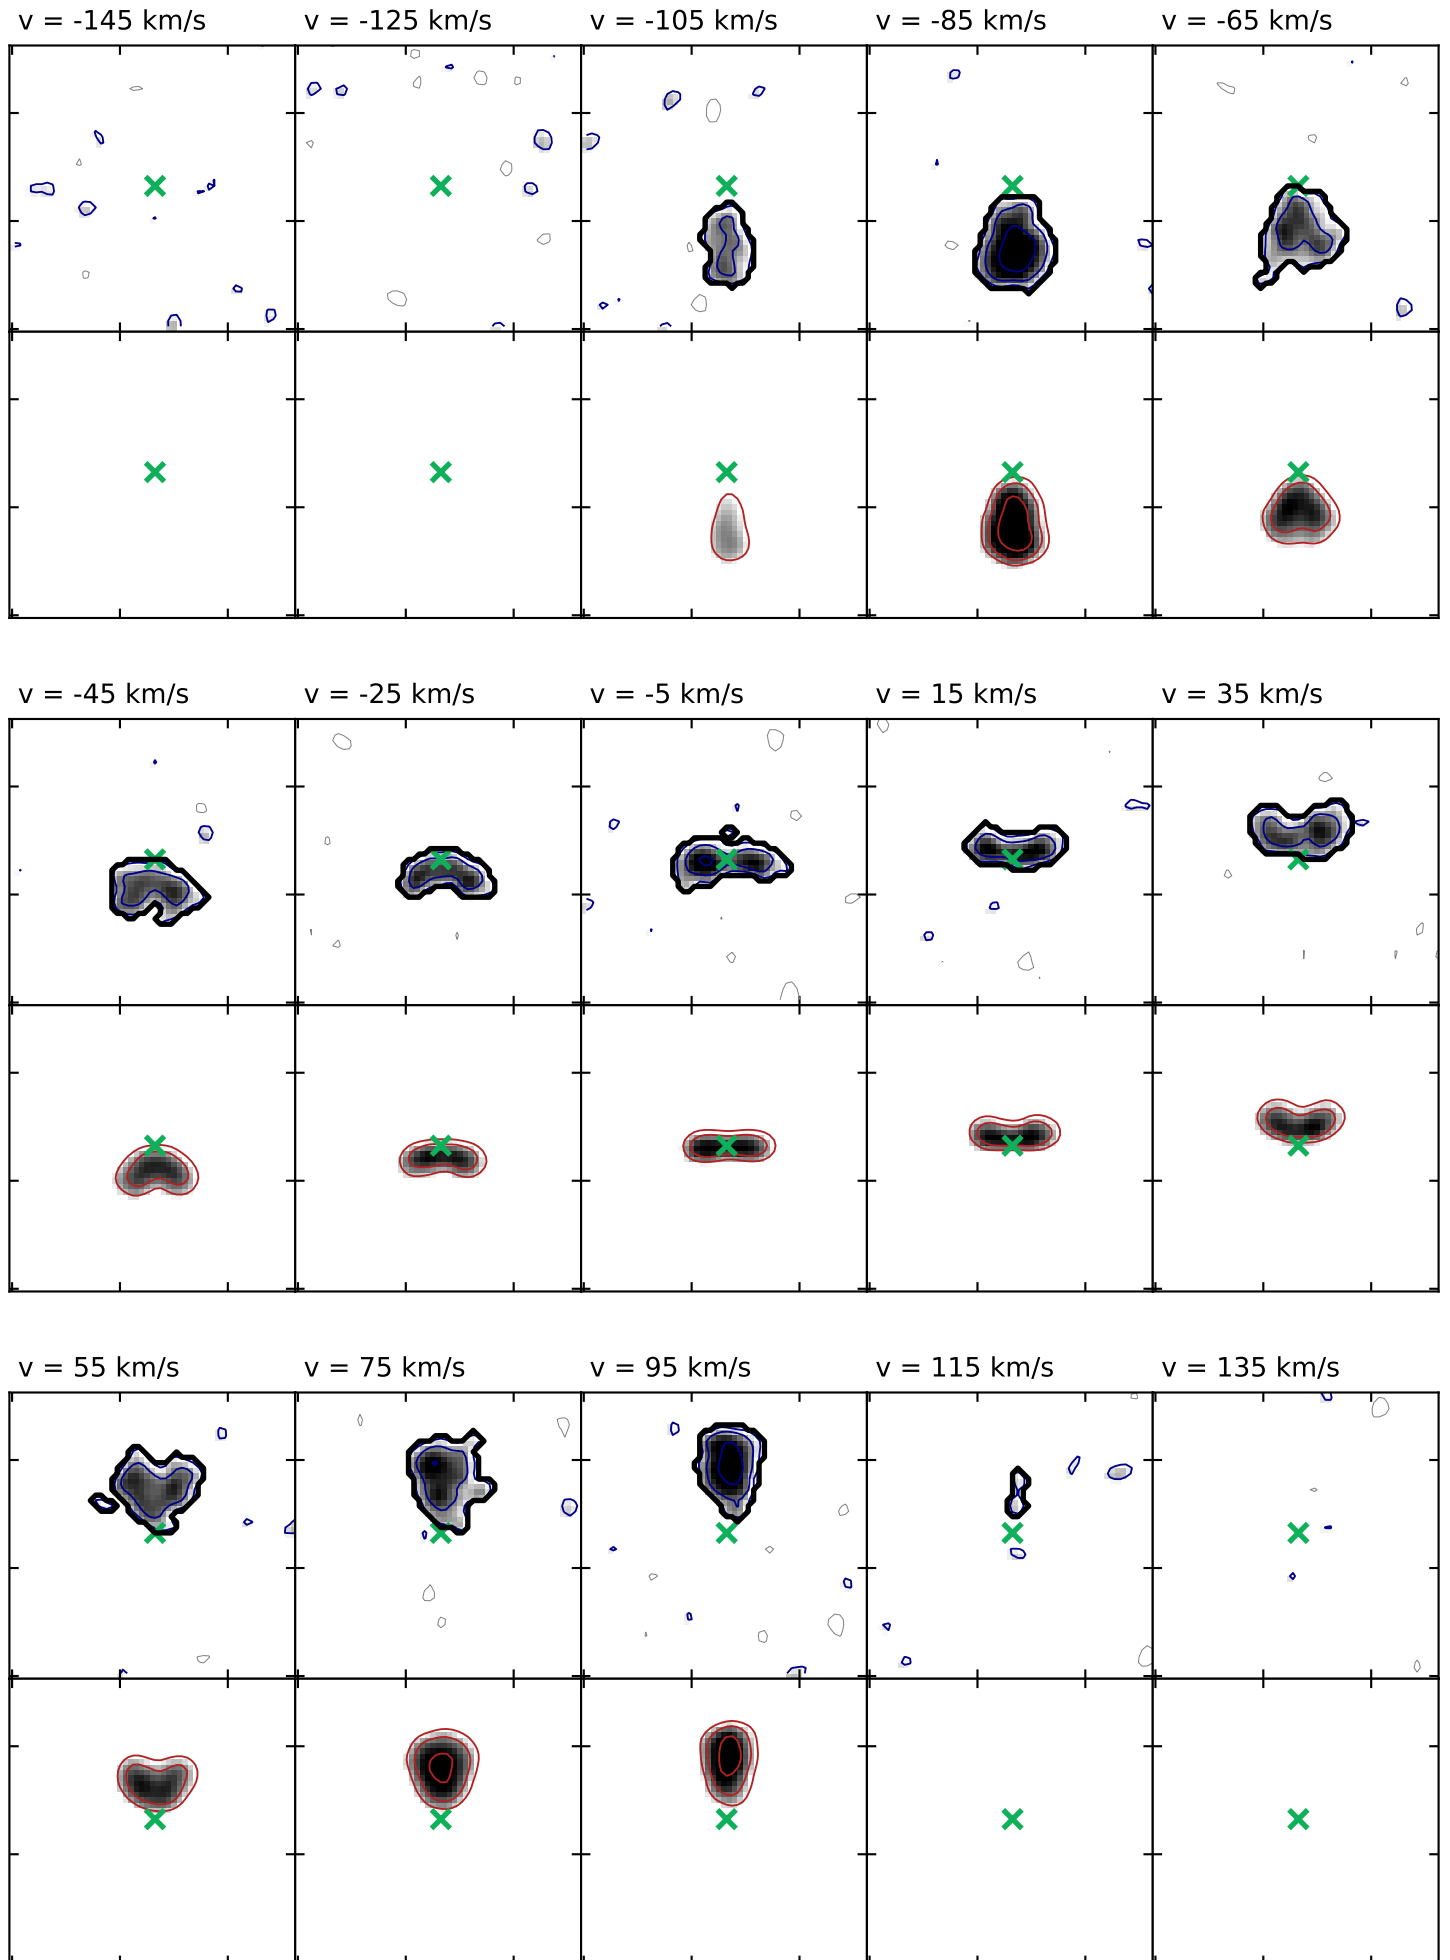 v = -145 km/s
v = -125 km/s
v = -105 km/s
v = -85 km/s
v = -65 km/s
v = -45 km/s
v = -25 km/s
v = -5 km/s
v = 15 km/s
v = 35 km/s
v = 55 km/s
v = 75 km/s
v = 95 km/s
v = 115 km/s
v = 135 km/s